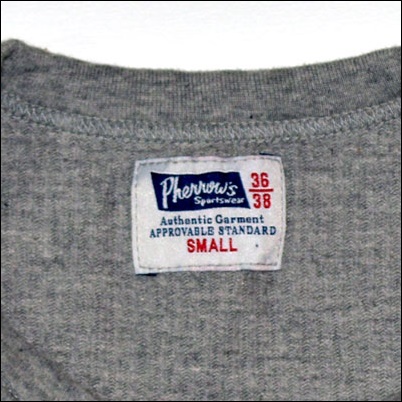 Pherrow's
Sportswear
36
38
Authentic Garment
APPROVABLE STANDARD
SMALL